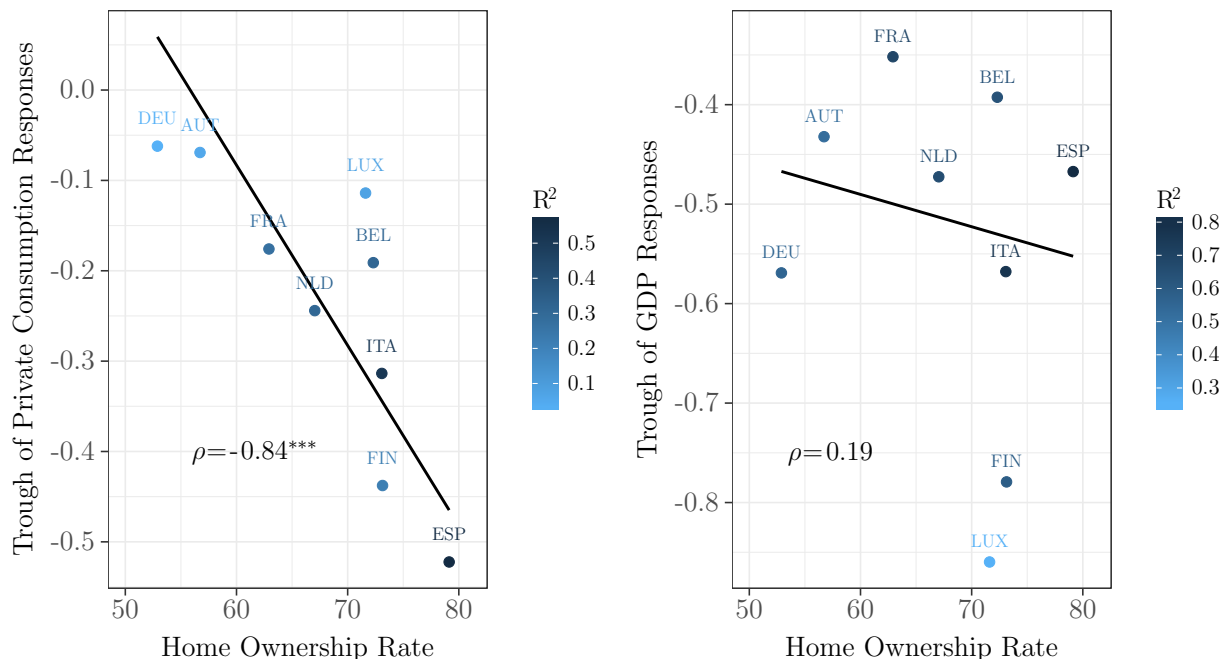 Trough of Private Consumption Responses
0.0
-0.1
-0.2
-0.3
-0.4
-0.5
DEU
AUT
LUX
FRA
BEL
NLD
ITA
FIN
ESP
ρ=-0.84***
50
60
70
80
Home Ownership Rate
R²
0.5
0.4
0.3
0.2
0.1
Trough of GDP Responses
-0.4
-0.5
-0.6
-0.7
-0.8
FRA
BEL
AUT
NLD
ESP
DEU
ITA
FIN
LUX
ρ=0.19
50
60
70
80
Home Ownership Rate
R²
0.8
0.7
0.6
0.5
0.4
0.3